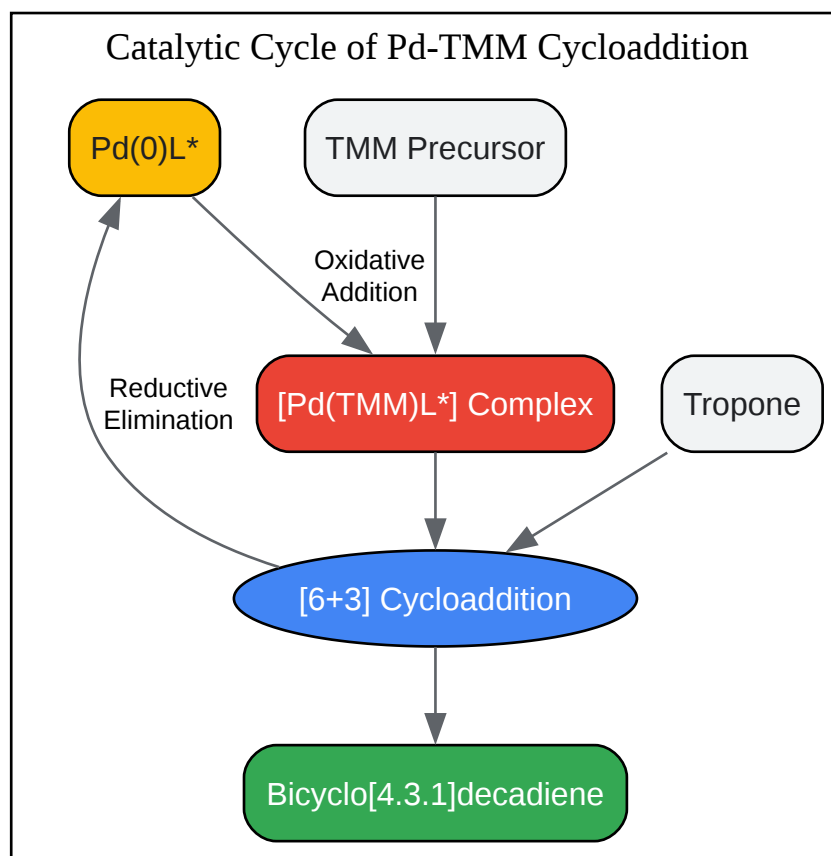 Catalytic Cycle of Pd-TMM Cycloaddition
Pd(0)L*
TMM Precursor
Oxidative
Addition
Reductive
Elimination
[Pd(TMM)L*] Complex
Tropone
[6+3] Cycloaddition
Bicyclo[4.3.1]decadiene